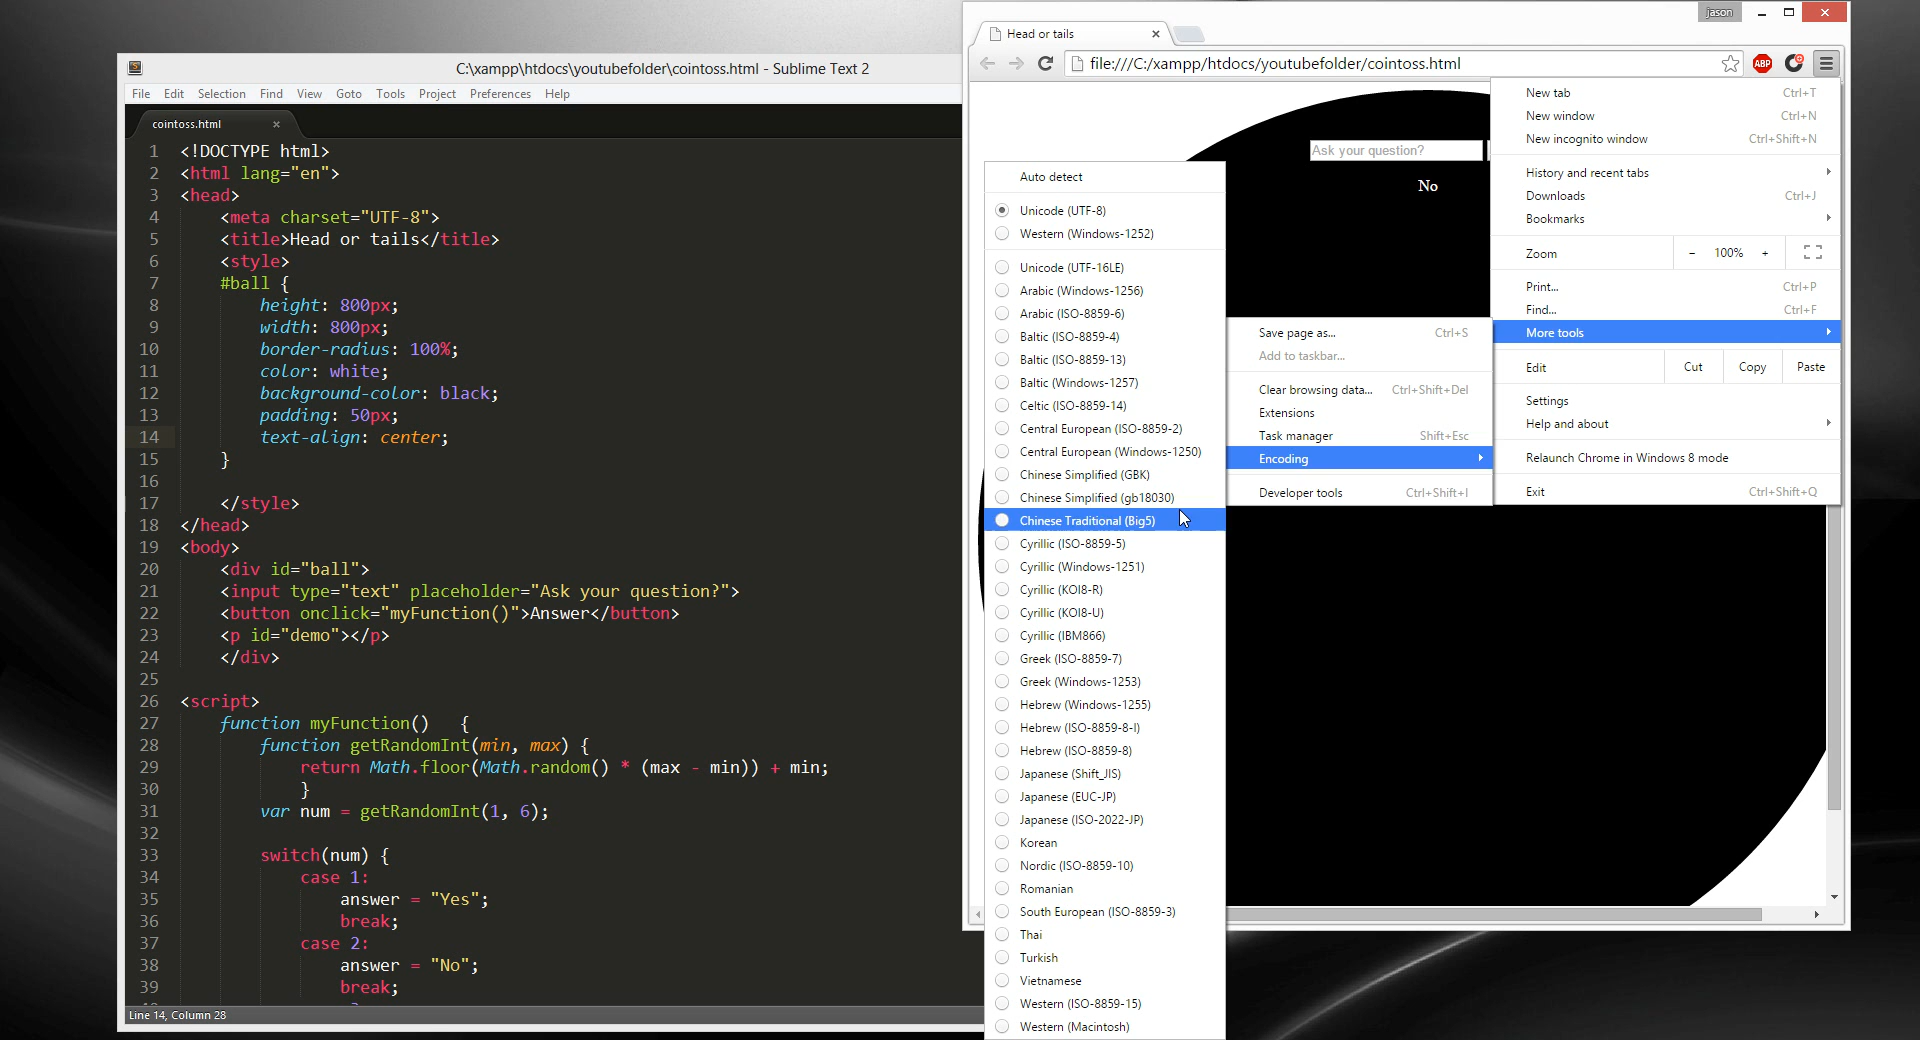 C:\xampp\htdocs\youtubefolder\cointoss.html - Sublime Text 2
File Edit Selection Find View Goto Tools Project Preferences Help
cointoss.html
1 <!DOCTYPE html>
2 <html lang="en">
3 <head>
4 <meta charset="UTF-8">
5 <title>Head or tails</title>
6 <style>
7 #ball {
8 height: 800px;
9 width: 800px;
10 border-radius: 100%;
11 color: white;
12 background-color: black;
13 padding: 50px;
14 text-align: center;
15 }
16
17 </style>
18 </head>
19 <body>
20 <div id="ball">
21 <input type="text" placeholder="Ask your question?">
22 <button onclick="myFunction()">Answer</button>
23 <p id="demo"></p>
24 </div>
25
26 <script>
27 function myFunction() {
28 function getRandomInt(min, max) {
29 return Math.floor(Math.random() * (max - min)) + min;
30 }
31 var num = getRandomInt(1, 6);
32
33 switch(num) {
34 case 1:
35 answer = "Yes";
36 break;
37 case 2:
38 answer = "No";
39 break;
Line 14, Column 28
jason
Head or tails
file:///C:/xampp/htdocs/youtubefolder/cointoss.html
ABP
Ask your question?
No
New tab Ctrl+T
New window Ctrl+N
New incognito window Ctrl+Shift+N
History and recent tabs
Downloads Ctrl+J
Bookmarks
Zoom - 100% +
Print... Ctrl+P
Find... Ctrl+F
More tools
Edit Cut Copy Paste
Settings
Help and about
Relaunch Chrome in Windows 8 mode
Exit Ctrl+Shift+Q
Save page as... Ctrl+S
Add to taskbar...
Clear browsing data... Ctrl+Shift+Del
Extensions
Task manager Shift+Esc
Encoding
Developer tools Ctrl+Shift+I
Auto detect
Unicode (UTF-8)
Western (Windows-1252)
Unicode (UTF-16LE)
Arabic (Windows-1256)
Arabic (ISO-8859-6)
Baltic (ISO-8859-4)
Baltic (ISO-8859-13)
Baltic (Windows-1257)
Celtic (ISO-8859-14)
Central European (ISO-8859-2)
Central European (Windows-1250)
Chinese Simplified (GBK)
Chinese Simplified (gb18030)
Chinese Traditional (Big5)
Cyrillic (ISO-8859-5)
Cyrillic (Windows-1251)
Cyrillic (KOI8-R)
Cyrillic (KOI8-U)
Cyrillic (IBM866)
Greek (ISO-8859-7)
Greek (Windows-1253)
Hebrew (Windows-1255)
Hebrew (ISO-8859-8-I)
Hebrew (ISO-8859-8)
Japanese (Shift_JIS)
Japanese (EUC-JP)
Japanese (ISO-2022-JP)
Korean
Nordic (ISO-8859-10)
Romanian
South European (ISO-8859-3)
Thai
Turkish
Vietnamese
Western (ISO-8859-15)
Western (Macintosh)